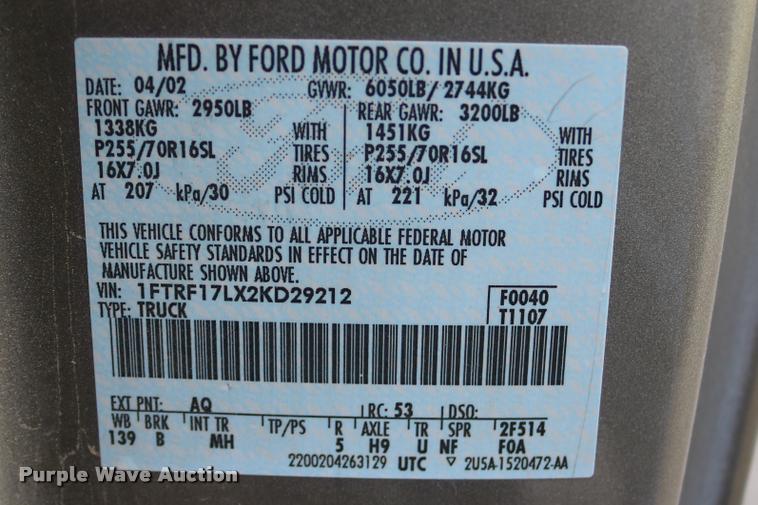 MFD. BY FORD MOTOR CO. IN U.S.A.
DATE: 04/02 GVWR: 6050LB/ 2744KG
FRONT GAWR: 2950LB REAR GAWR: 3200LB
1338KG WITH 1451KG WITH
P255/70R16SL TIRES P255/70R16SL TIRES
16X7.0J RIMS 16X7.0J RIMS
AT 207 kPa/30 PSI COLD AT 221 kPa/32 PSI COLD
THIS VEHICLE CONFORMS TO ALL APPLICABLE FEDERAL MOTOR
VEHICLE SAFETY STANDARDS IN EFFECT ON THE DATE OF
MANUFACTURE SHOWN ABOVE.
VIN: 1FTRF17LX2KD29212 F0040
TYPE: TRUCK T1107
EXT PNT: AQ RC: 53 DSO:
WB BRK INT TR TP/PS R AXLE TR SPR 2F514
139 B MH 5 H9 U NF F0A
2200204263129 UTC ▽ 2U5A-1520472-AA
Purple Wave Auction